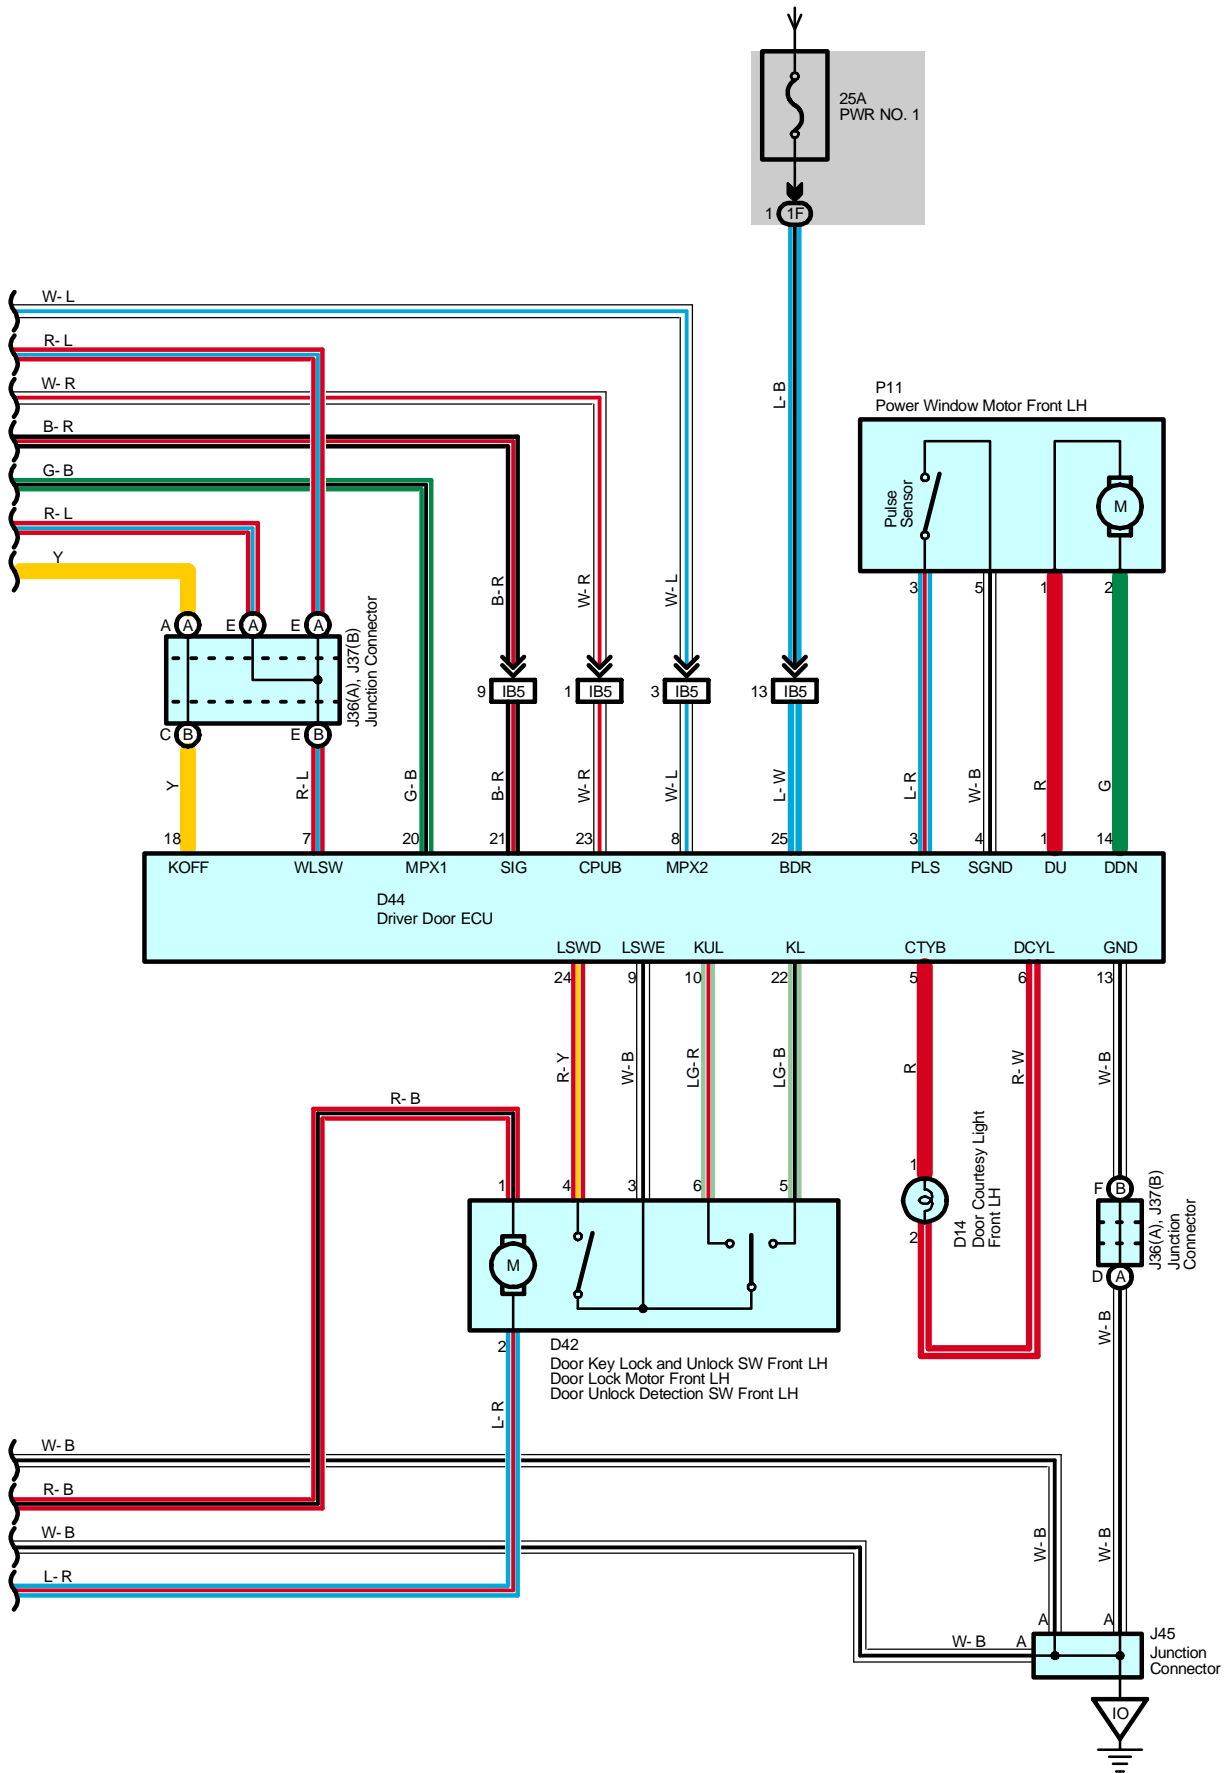 25A
PWR NO. 1
1 1F
W- L
R- L
W- R
B- R
G- B
R- L
Y
L- B
P11
Power Window Motor Front LH
Pulse
Sensor
M
B- R
W- R
W- L
3 5 1 2
A A E A E A
J36(A), J37(B)
Junction Connector
9 IB5
1 IB5
3 IB5
13 IB5
C B E B
Y
R- L
G- B
B- R
W- R
W- L
L- W
L- R
W- B
R
G
18 7 20 21 23 8 25 3 4 1 14
KOFF WLSW MPX1 SIG CPUB MPX2 BDR PLS SGND DU DDN
D44
Driver Door ECU
LSWD LSWE KUL KL CTYB DCYL GND
24 9 10 22 5 6 13
R- Y
W- B
LG- R
LG- B
R
R- W
W- B
R- B
1 4 3 6 5
1
2
D14
Door Courtesy Light
Front LH
F B
J36(A), J37(B)
Junction
Connector
D A
M
W- B
2
D42
Door Key Lock and Unlock SW Front LH
Door Lock Motor Front LH
Door Unlock Detection SW Front LH
L- R
W- B
R- B
W- B
L- R
W- B
W- B
A A
W- B A
J45
Junction
Connector
IO